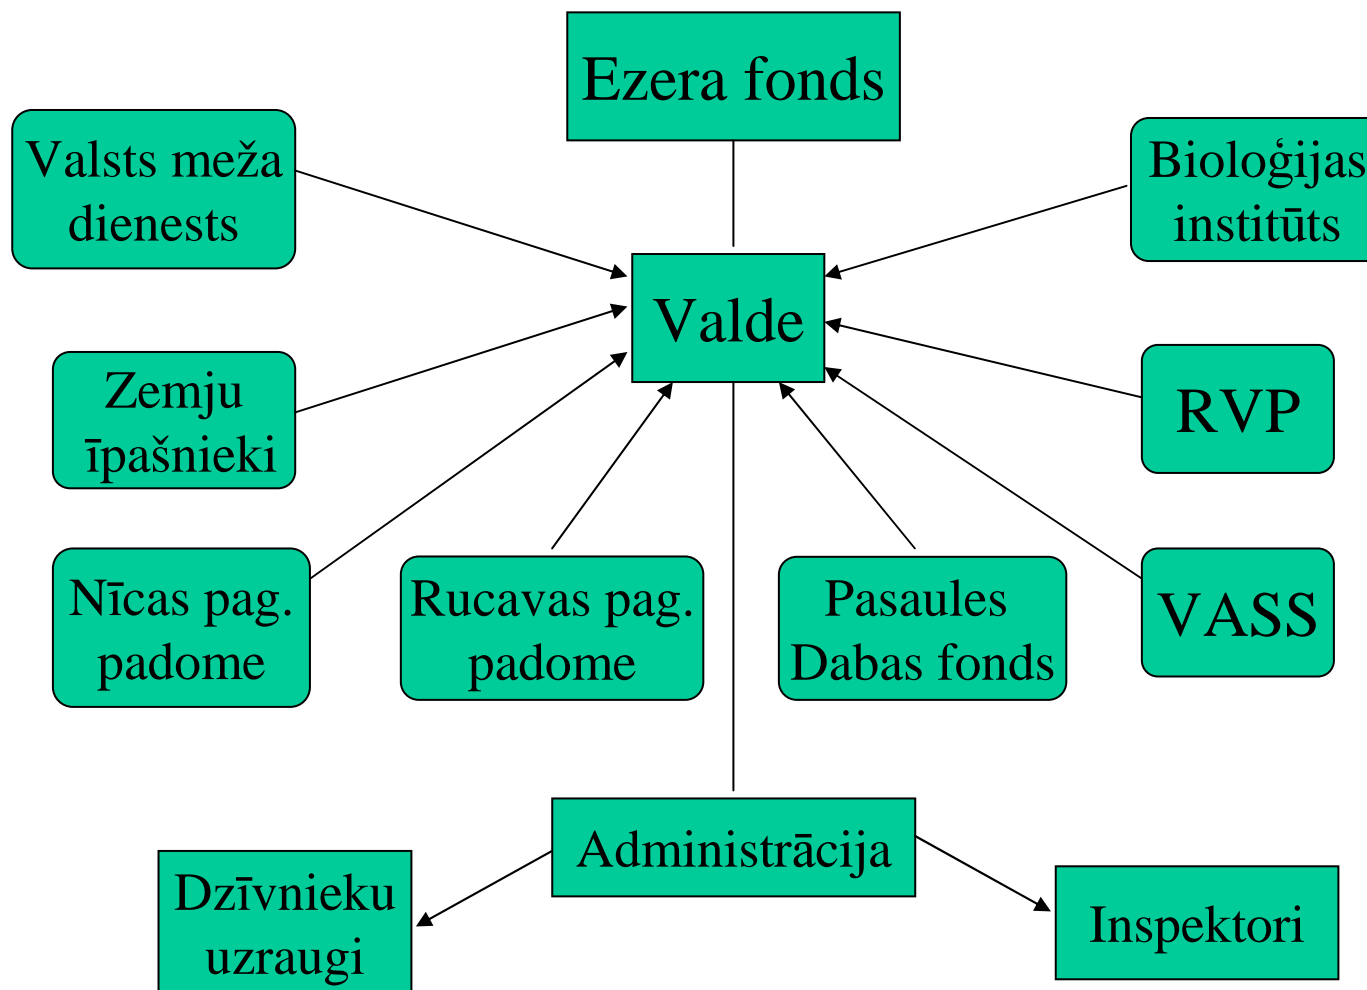 Ezera fonds
Valsts meža
dienests
Bioloģijas
institūts
Valde
Zemju
īpašnieki
RVP
Nīcas pag.
padome
Rucavas pag.
padome
Pasaules
Dabas fonds
VASS
Administrācija
Dzīvnieku
uzraugi
Inspektori